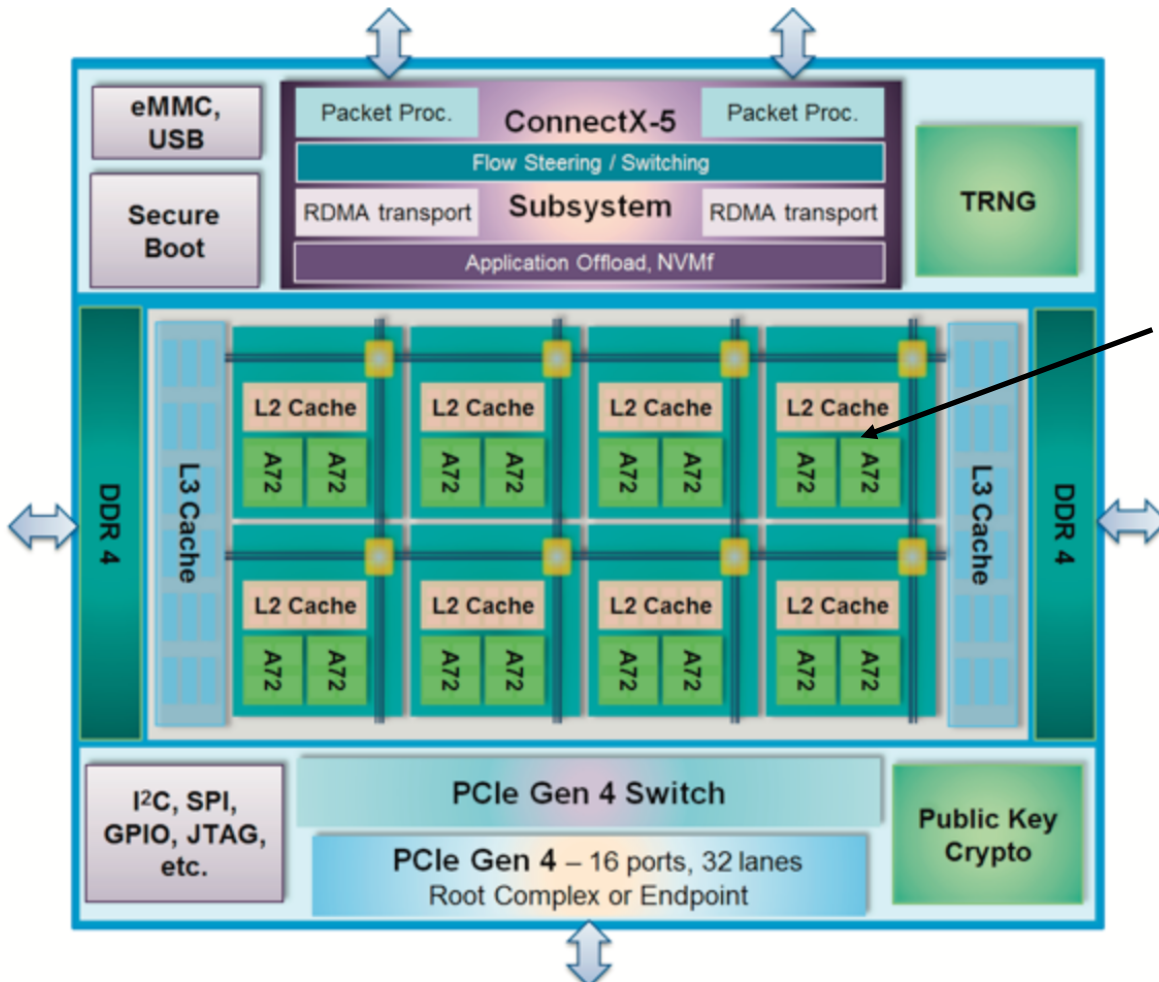 eMMC,
USB
Secure
Boot
Packet Proc.
ConnectX-5
Packet Proc.
Flow Steering / Switching
RDMA transport
Subsystem
RDMA transport
Application Offload, NVMf
TRNG
DDR 4
L3 Cache
L2 Cache
A72
A72
L2 Cache
A72
A72
L2 Cache
A72
A72
L2 Cache
A72
A72
L2 Cache
A72
A72
L2 Cache
A72
A72
L2 Cache
A72
A72
L2 Cache
A72
A72
L3 Cache
DDR 4
I²C, SPI,
GPIO, JTAG,
etc.
PCIe Gen 4 Switch
PCIe Gen 4 – 16 ports, 32 lanes
Root Complex or Endpoint
Public Key
Crypto